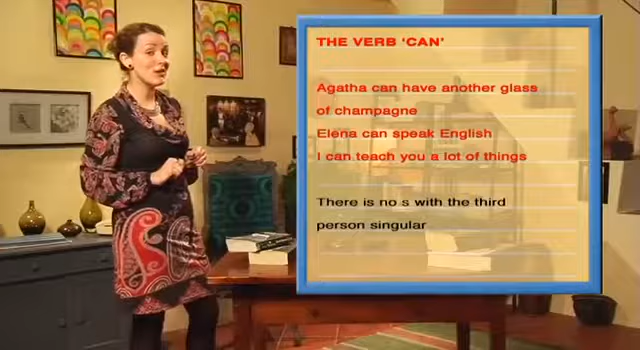 THE VERB ‘CAN’
Agatha can have another glass
of champagne
Elena can speak English
I can teach you a lot of things
There is no s with the third
person singular